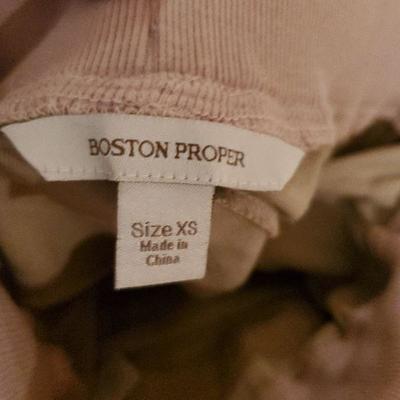 BOSTON PROPER
Size XS
Made in
China